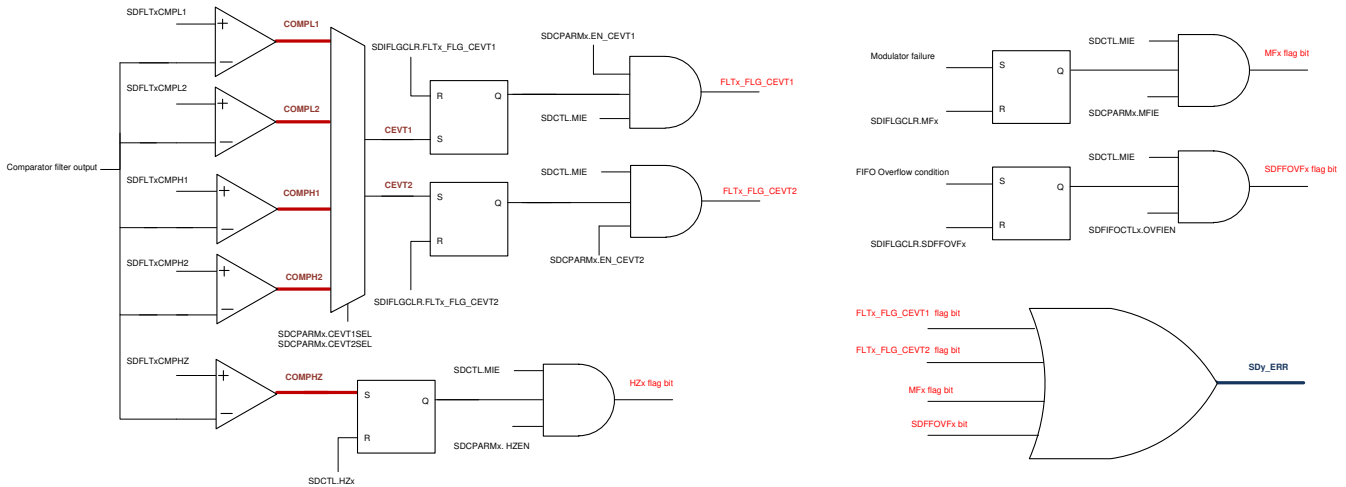 SDFLTxCMPL1
COMPL1
SDIFLGCLR.FLTx_FLG_CEVT1
SDCPARMx.EN_CEVT1
FLTx_FLG_CEVT1
R
Q
S
SDCTL.MIE
SDFLTxCMPL2
COMPL2
CEVT1
Comparator filter output
SDFLTxCMPH1
COMPH1
CEVT2
S
Q
R
SDCTL.MIE
FLTx_FLG_CEVT2
SDCPARMx.EN_CEVT2
SDFLTxCMPH2
COMPH2
SDIFLGCLR.FLTx_FLG_CEVT2
SDCPARMx.CEVT1SEL
SDCPARMx.CEVT2SEL
SDFLTxCMPHZ
COMPHZ
S
Q
R
SDCTL.MIE
HZx flag bit
SDCPARMx. HZEN
SDCTL.HZx
Modulator failure
S
Q
R
SDIFLGCLR.MFx
SDCTL.MIE
MFx flag bit
SDCPARMx.MFIE
FIFO Overflow condition
S
Q
R
SDIFLGCLR.SDFFOVFx
SDCTL.MIE
SDFFOVFx flag bit
SDFIFOCTLx.OVFIEN
FLTx_FLG_CEVT1 flag bit
FLTx_FLG_CEVT2 flag bit
MFx flag bit
SDFFOVFx bit
SDy_ERR